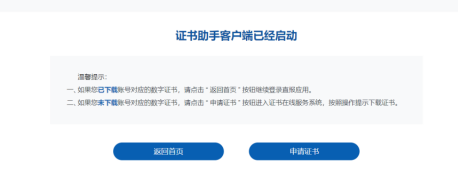 证书助手客户端已经启动
温馨提示：
一、如果您已下载账号对应的数字证书，请点击“返回首页”按钮继续登录直报应用。
二、如果您未下载账号对应的数字证书，请点击“申请证书”按钮进入证书在线服务系统，按照操作提示下载证书。
返回首页 申请证书